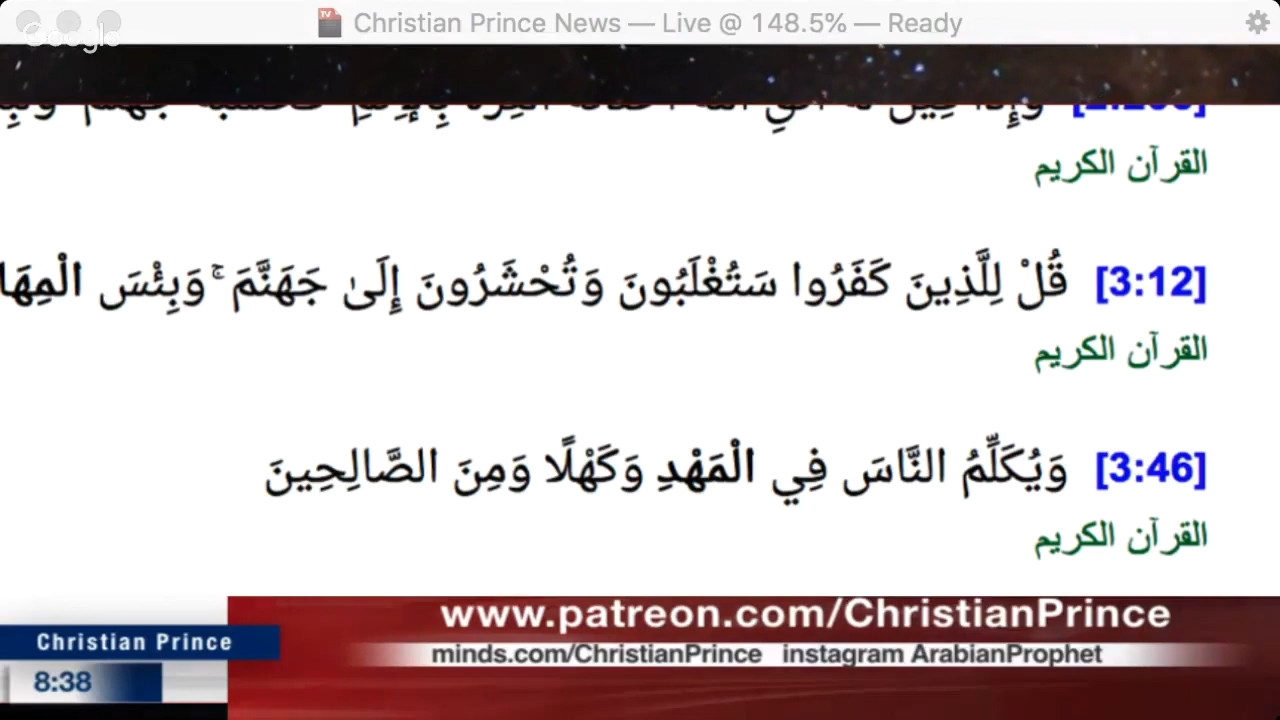 Christian Prince News — Live @ 148.5% — Ready
Google
القرآن الكريم
[3:12] قُلْ لِلَّذِينَ كَفَرُوا سَتُغْلَبُونَ وَتُحْشَرُونَ إِلَىٰ جَهَنَّمَ ۚ وَبِئْسَ
القرآن الكريم
[3:46] وَيُكَلِّمُ النَّاسَ فِي الْمَهْدِ وَكَهْلًا وَمِنَ الصَّالِحِينَ
القرآن الكريم
www.patreon.com/ChristianPrince
Christian Prince
minds.com/ChristianPrince instagram ArabianProphet
8:38